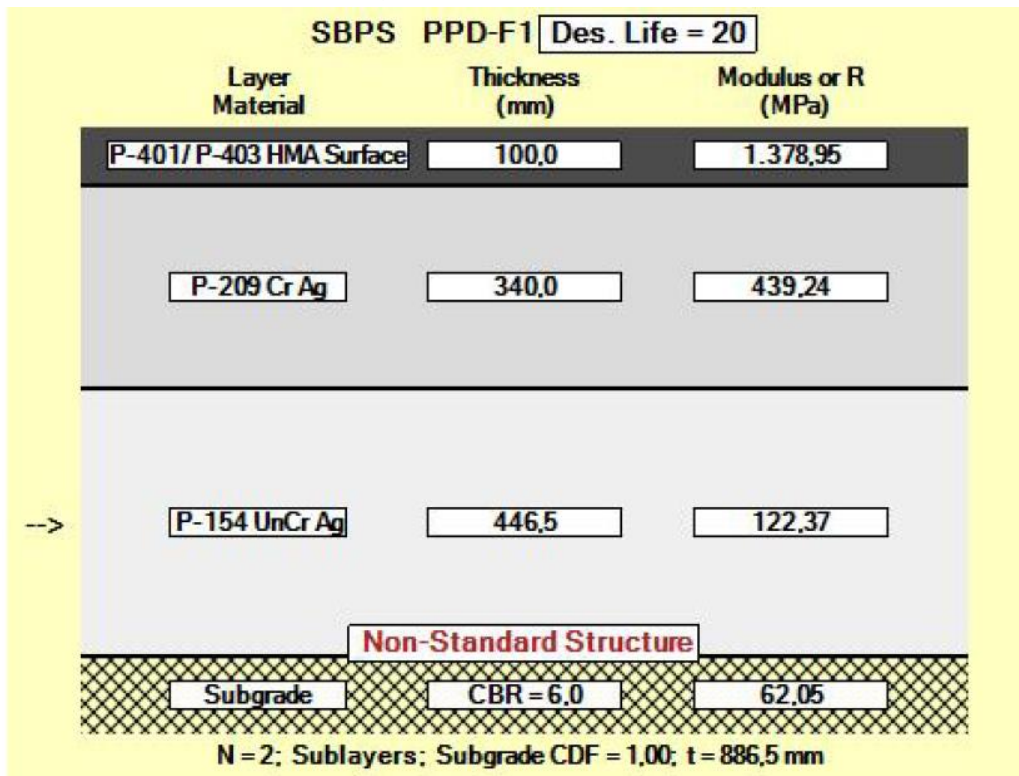 SBPS PPD-F1 Des. Life = 20
Layer Material Thickness (mm) Modulus or R (MPa)
P-401/ P-403 HMA Surface 100,0 1.378,95
P-209 Cr Ag 340,0 439,24
--> P-154 UnCr Ag 446,5 122,37
Non-Standard Structure
Subgrade CBR = 6,0 62,05
N = 2; Sublayers; Subgrade CDF = 1,00; t = 886,5 mm